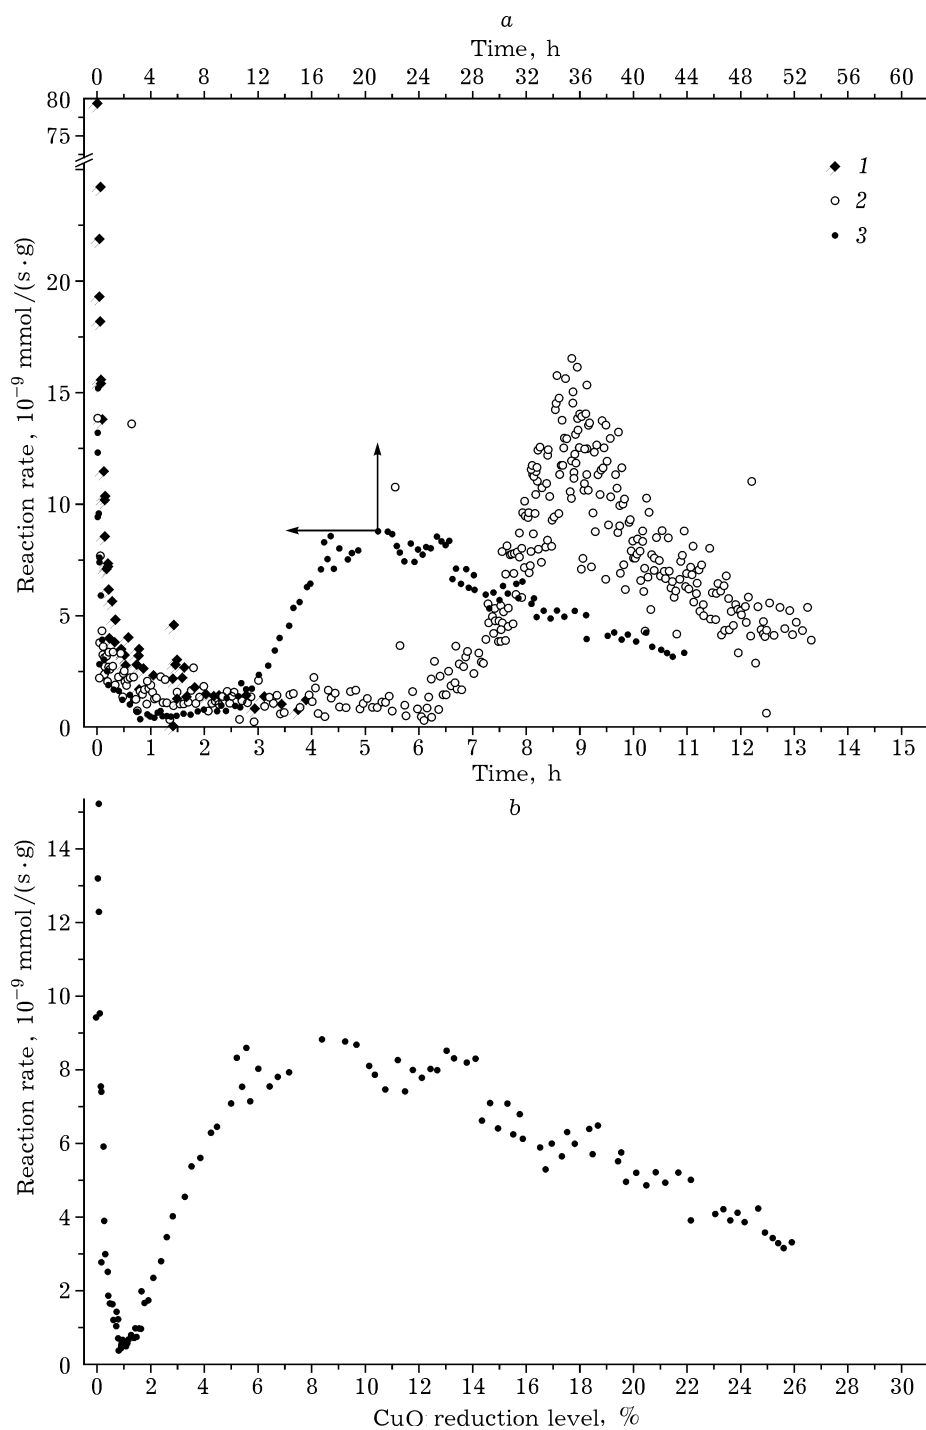 a
Time, h
0 4 8 12 16 20 24 28 32 36 40 44 48 52 56 60
80
75
1
2
3
20
15
10
5
0
Reaction rate, 10⁻⁹ mmol/(s·g)
0 1 2 3 4 5 6 7 8 9 10 11 12 13 14 15
Time, h
b
14
12
10
8
6
4
2
0
Reaction rate, 10⁻⁹ mmol/(s·g)
0 2 4 6 8 10 12 14 16 18 20 22 24 26 28 30
CuO reduction level, %